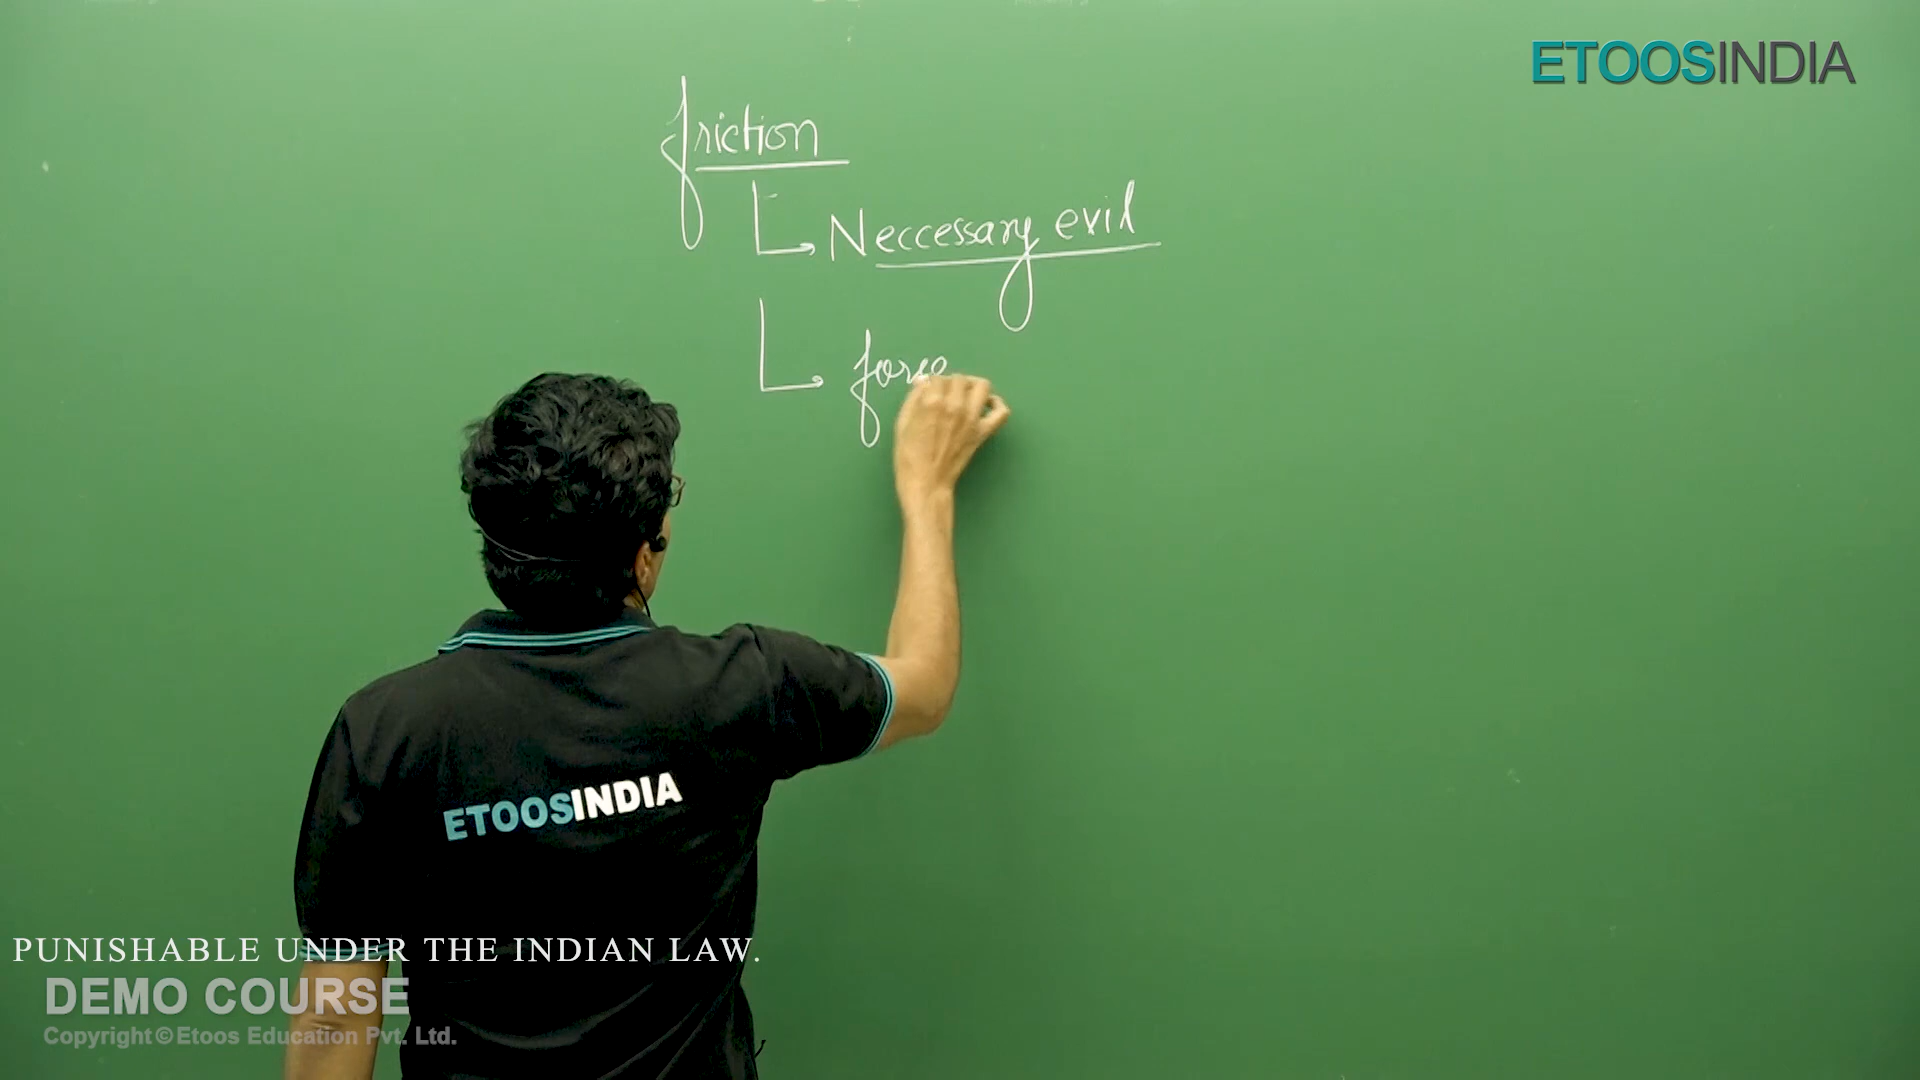 ETOOSINDIA
friction
Neccessary evil
force
ETOOSINDIA
PUNISHABLE UNDER THE INDIAN LAW.
DEMO COURSE
Copyright©Etoos Education Pvt. Ltd.